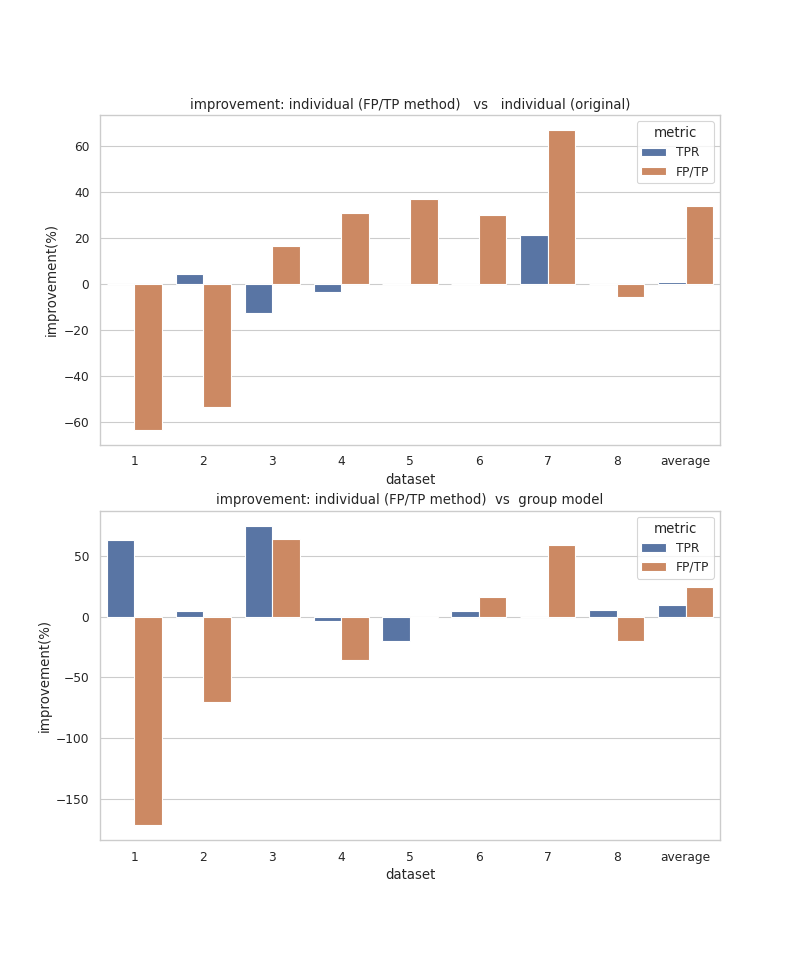 improvement: individual (FP/TP method)   vs   individual (original)
metric
TPR
FP/TP
60
40
20
0
−20
−40
−60
improvement(%)
1 2 3 4 5 6 7 8 average
dataset
improvement: individual (FP/TP method)  vs  group model
metric
TPR
FP/TP
50
0
−50
−100
−150
improvement(%)
1 2 3 4 5 6 7 8 average
dataset